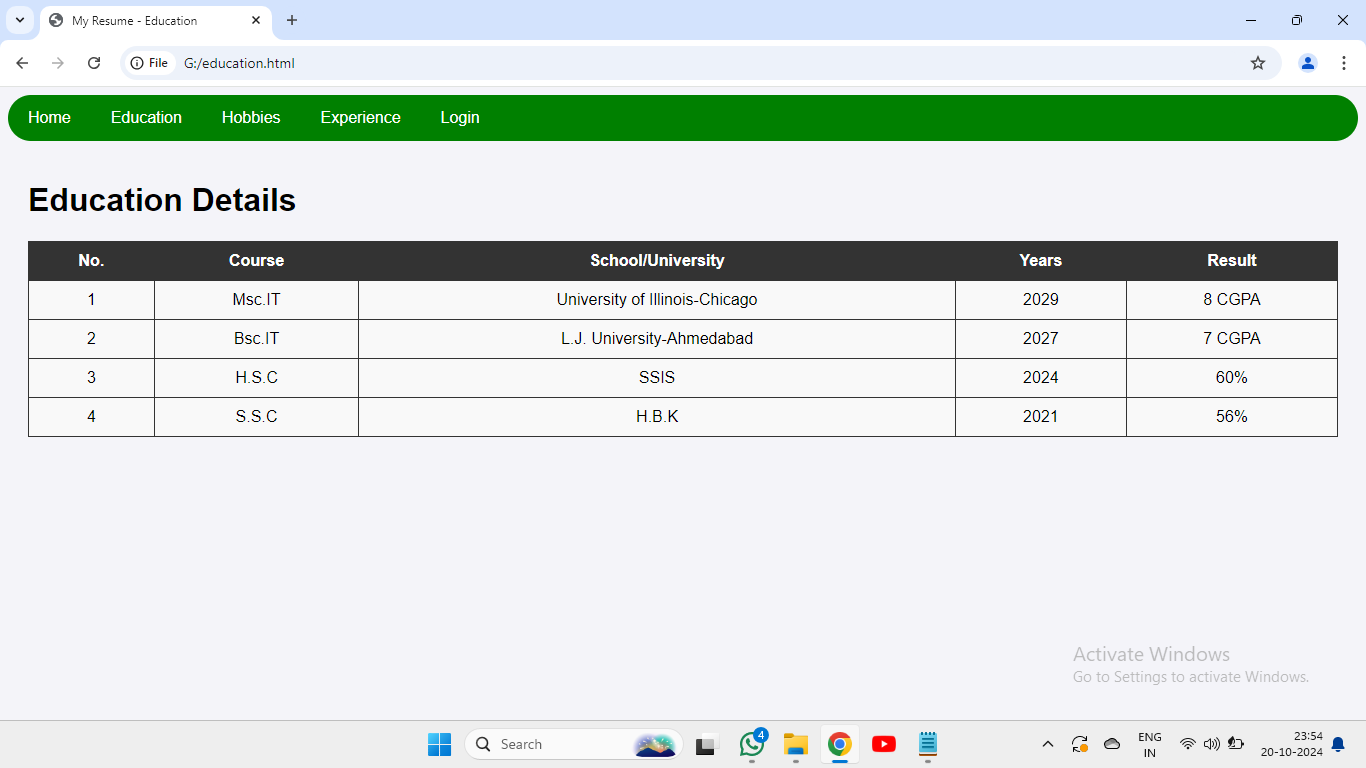 My Resume - Education
File G:/education.html
Home Education Hobbies Experience Login
Education Details
No. Course School/University Years Result
1 Msc.IT University of Illinois-Chicago 2029 8 CGPA
2 Bsc.IT L.J. University-Ahmedabad 2027 7 CGPA
3 H.S.C SSIS 2024 60%
4 S.S.C H.B.K 2021 56%
Activate Windows
Go to Settings to activate Windows.
Search
4
ENG
IN
23:54
20-10-2024